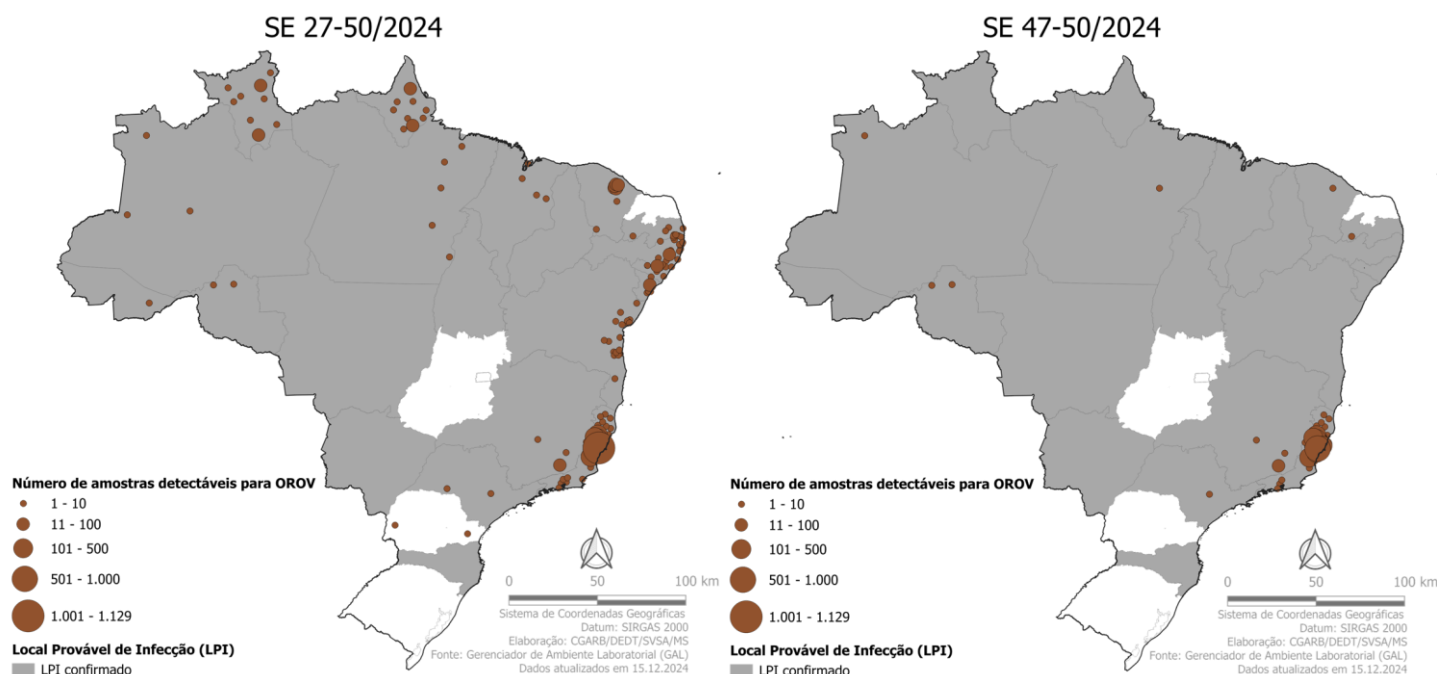 SE 27-50/2024
Número de amostras detectáveis para OROV
1 - 10
11 - 100
101 - 500
501 - 1.000
1.001 - 1.129
Local Provável de Infecção (LPI)
LPI confirmado
0 50 100 km
Sistema de Coordenadas Geográficas
Datum: SIRGAS 2000
Elaboração: CGARB/DEDT/SVSA/MS
Fonte: Gerenciador de Ambiente Laboratorial (GAL)
Dados atualizados em 15.12.2024
SE 47-50/2024
Número de amostras detectáveis para OROV
1 - 10
11 - 100
101 - 500
501 - 1.000
1.001 - 1.129
Local Provável de Infecção (LPI)
LPI confirmado
0 50 100 km
Sistema de Coordenadas Geográficas
Datum: SIRGAS 2000
Elaboração: CGARB/DEDT/SVSA/MS
Fonte: Gerenciador de Ambiente Laboratorial (GAL)
Dados atualizados em 15.12.2024